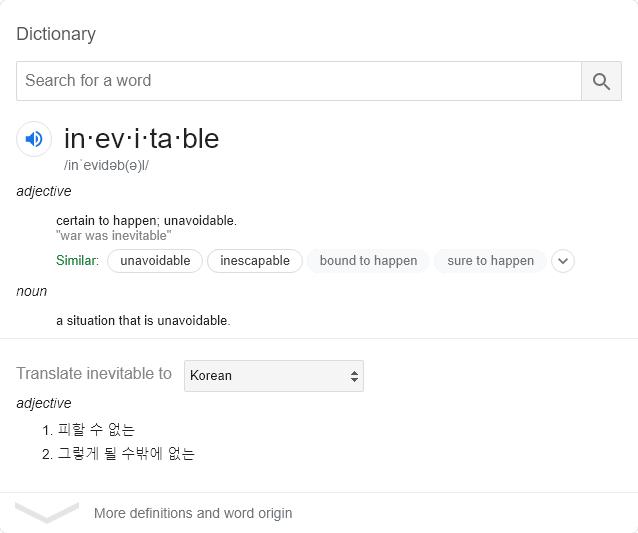 Dictionary
Search for a word
in·ev·i·ta·ble
/inˈevidəb(ə)l/
adjective
certain to happen; unavoidable.
"war was inevitable"
Similar: unavoidable inescapable bound to happen sure to happen
noun
a situation that is unavoidable.
Translate inevitable to Korean
adjective
1. 피할 수 없는
2. 그렇게 될 수밖에 없는
More definitions and word origin